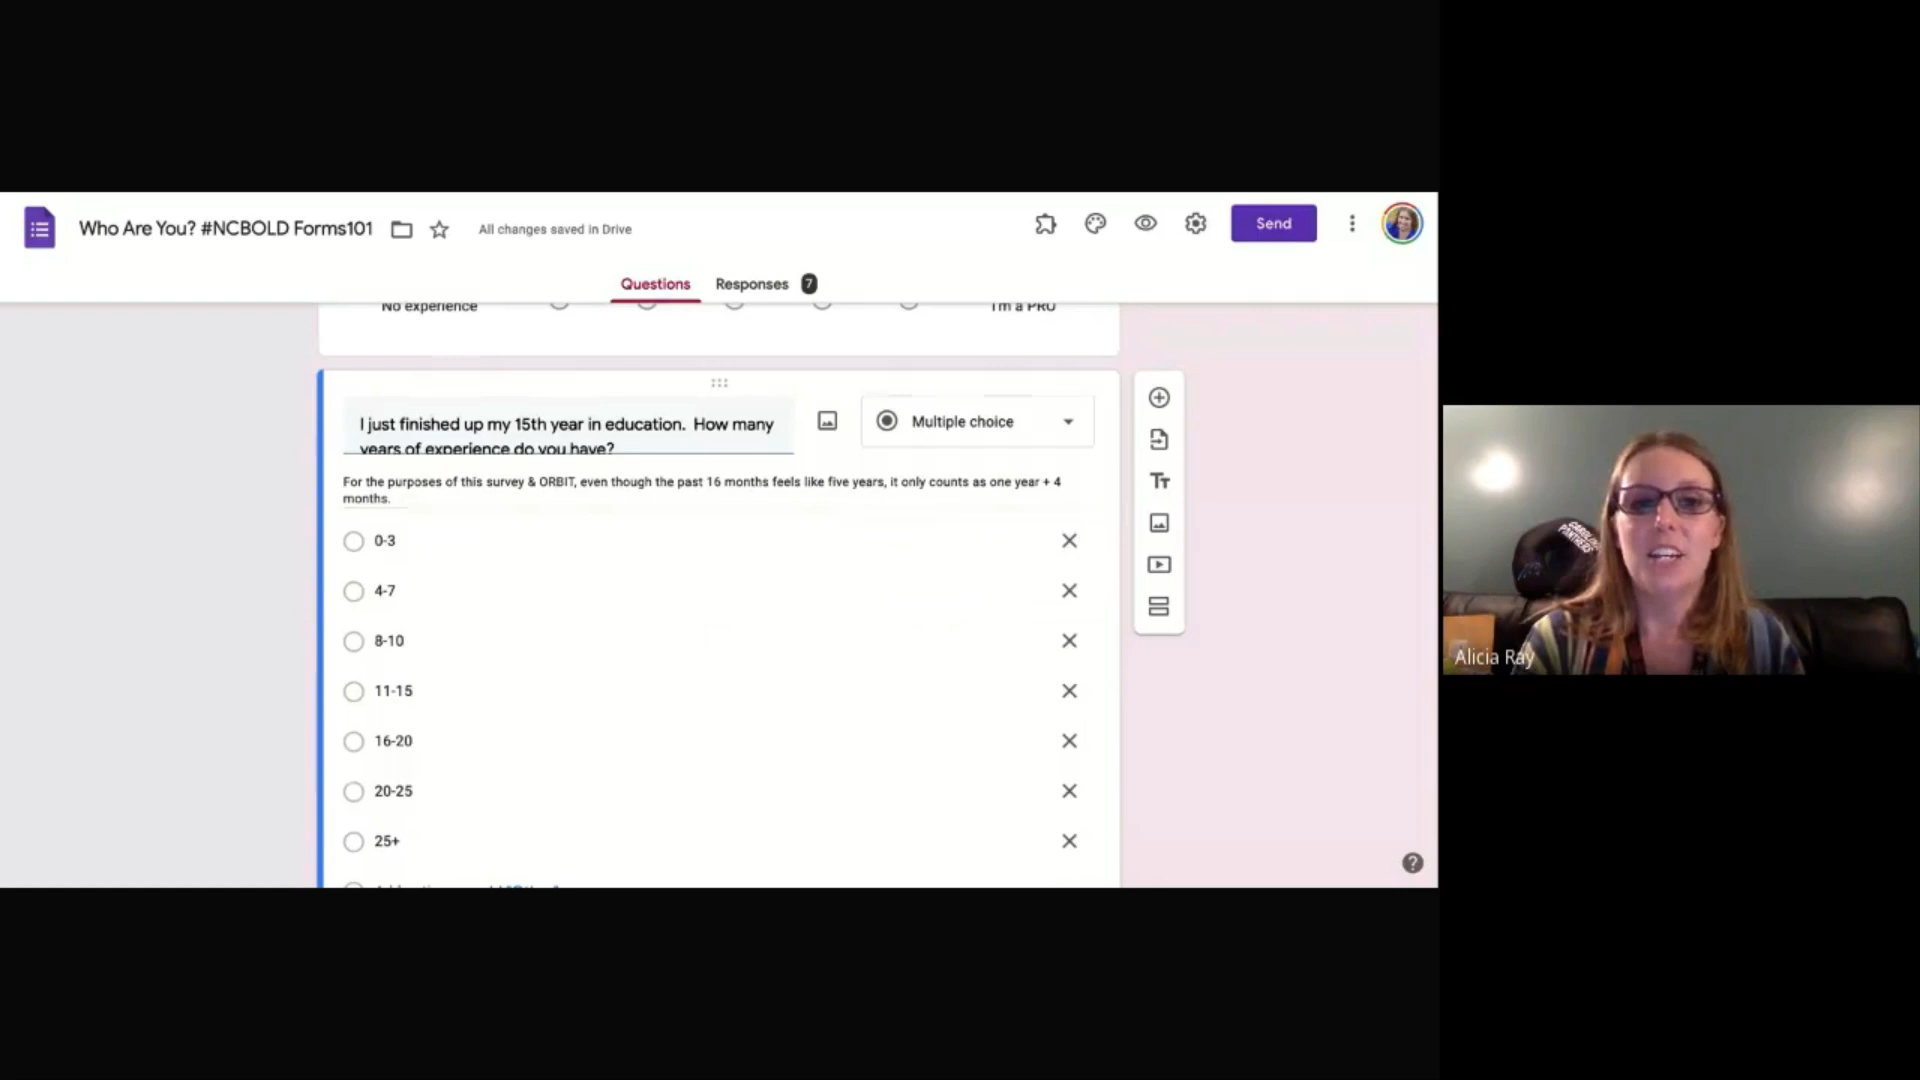 Who Are You? #NCBOLD Forms101
All changes saved in Drive
Send
Questions
Responses 7
No experience
I'm a PRO
I just finished up my 15th year in education. How many
years of experience do you have?
Multiple choice
For the purposes of this survey & ORBIT, even though the past 16 months feels like five years, it only counts as one year + 4
months.
0-3
4-7
8-10
11-15
16-20
20-25
25+
Tт
CAROLINA
PANTHERS
Alicia Ray